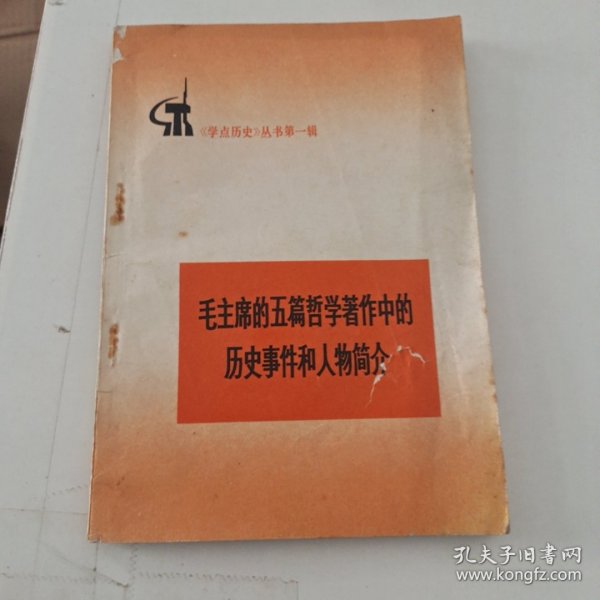 《学点历史》丛书第一辑
毛主席的五篇哲学著作中的
历史事件和人物简介
孔夫子旧书网
www.kongfz.com